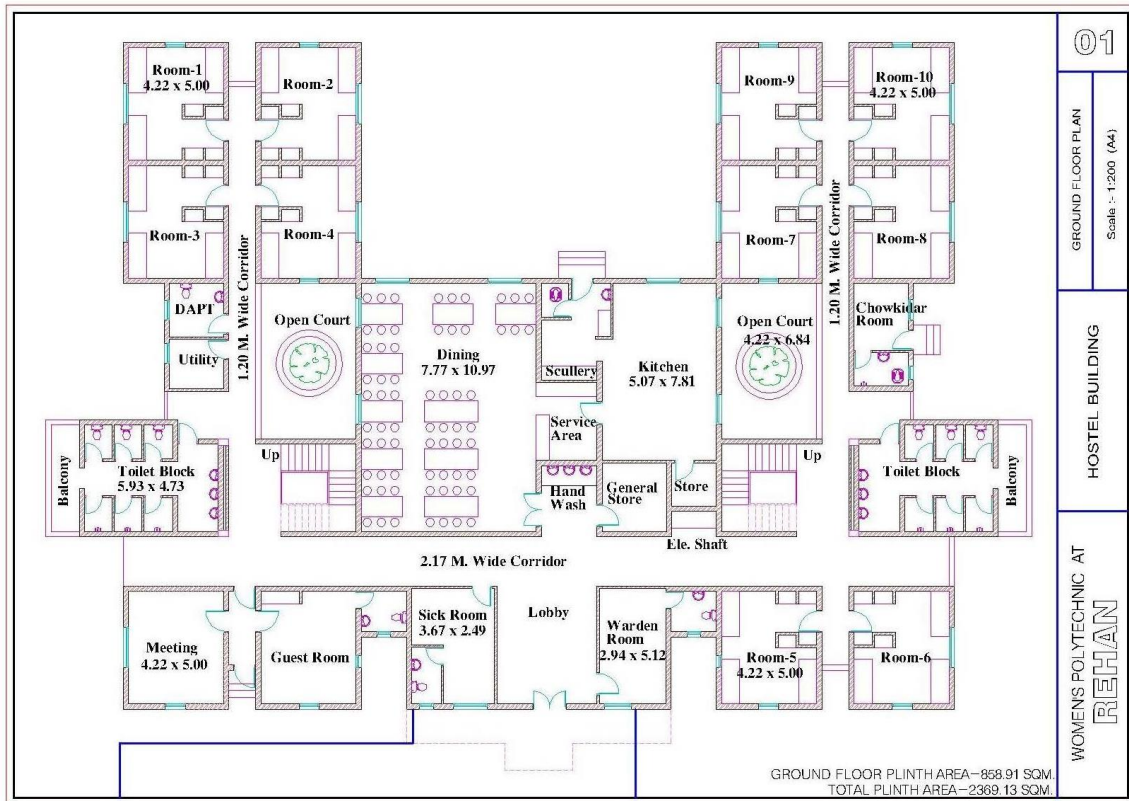 Room-1
4.22 x 5.00
Room-2
Room-9
Room-10
4.22 x 5.00
Room-3
Room-4
Room-7
Room-8
1.20 M. Wide Corridor
1.20 M. Wide Corridor
DAPT
Utility
Open Court
Dining
7.77 x 10.97
Scullery
Kitchen
5.07 x 7.81
Open Court
4.22 x 6.84
Chowkidar
Room
Service
Area
Up
Up
Balcony
Toilet Block
5.93 x 4.73
Hand
Wash
General
Store
Store
Toilet Block
Balcony
Ele. Shaft
2.17 M. Wide Corridor
Meeting
4.22 x 5.00
Guest Room
Sick Room
3.67 x 2.49
Lobby
Warden
Room
2.94 x 5.12
Room-5
4.22 x 5.00
Room-6
GROUND FLOOR PLINTH AREA-858.91 SQM.
TOTAL PLINTH AREA-2369.13 SQM.
01
GROUND FLOOR PLAN
Scale :- 1:200 (A4)
HOSTEL BUILDING
WOMEN'S POLYTECHNIC AT
REHAN